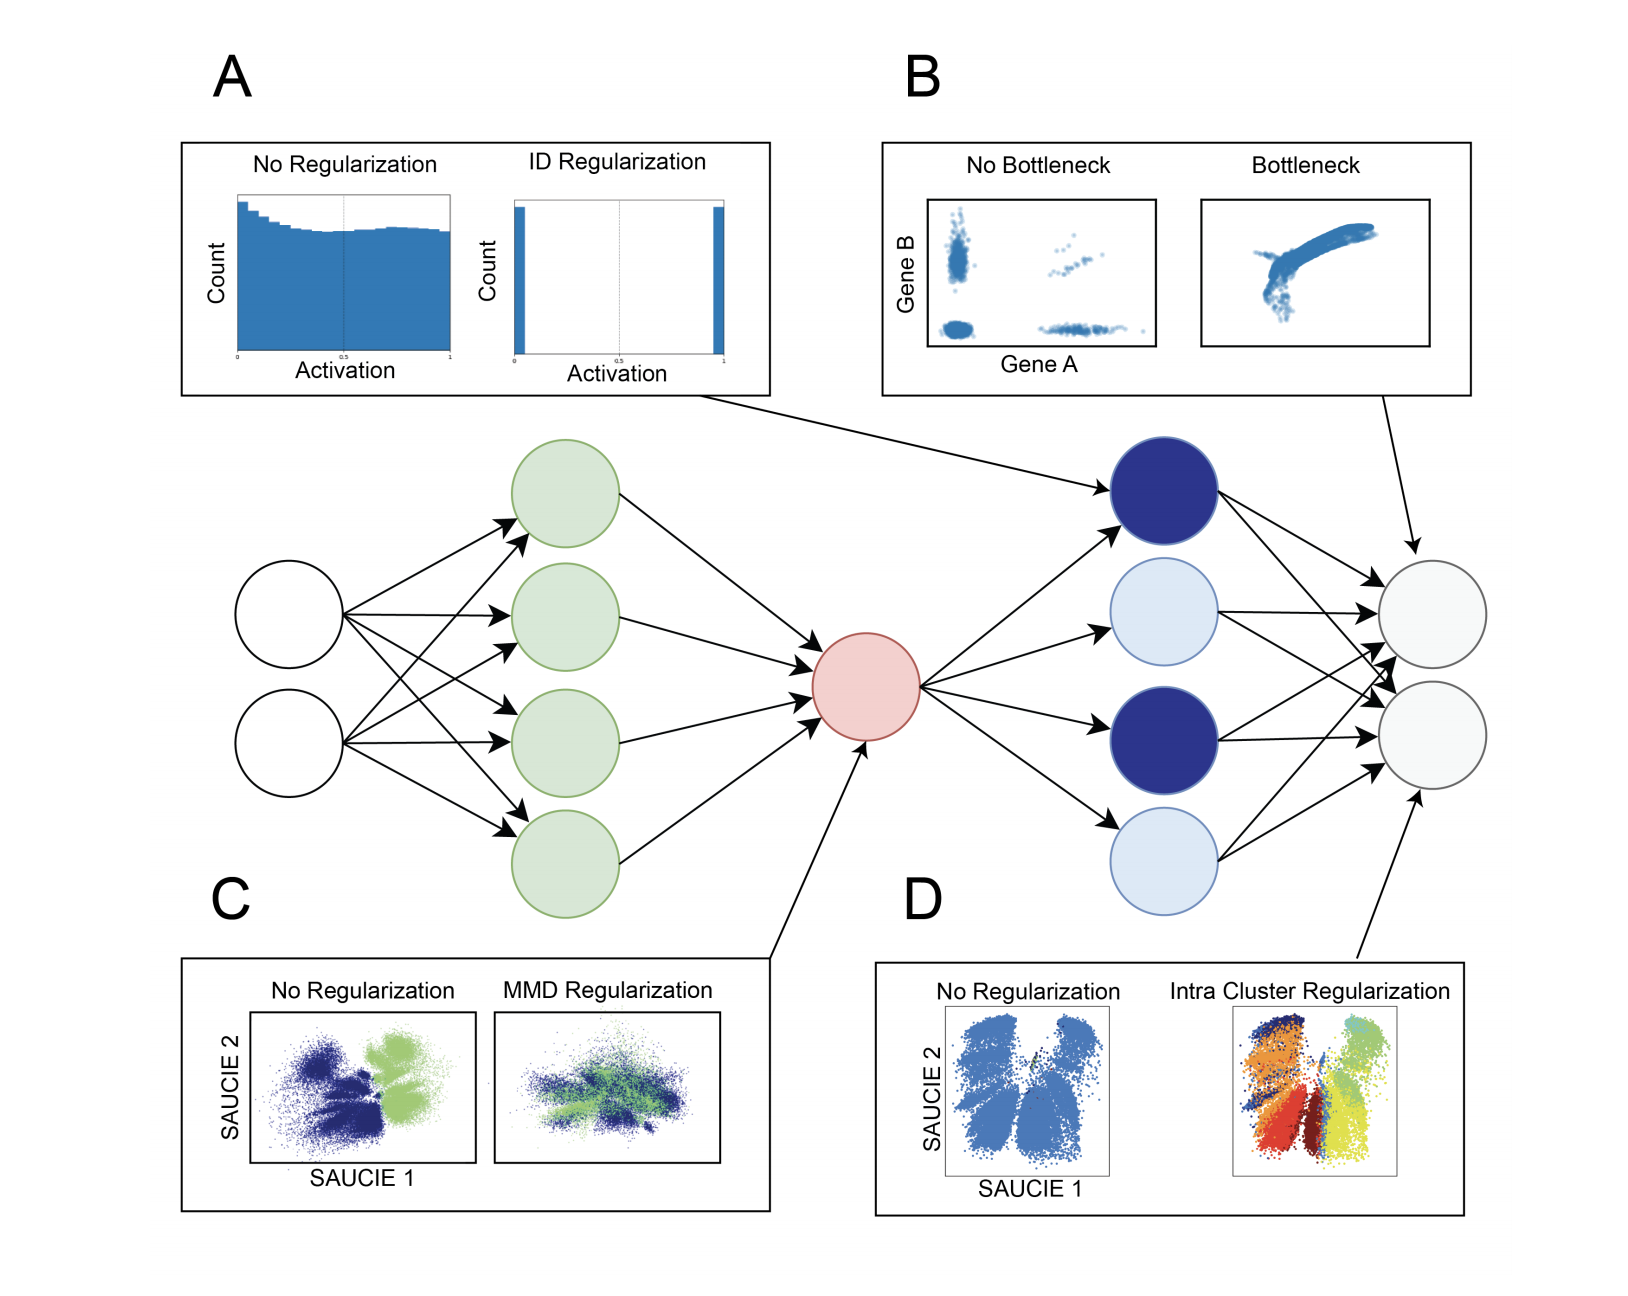 A
No Regularization
ID Regularization
Count
0
0.5
1
Activation
Count
0
0.5
1
Activation
B
No Bottleneck
Bottleneck
Gene B
Gene A
C
No Regularization
MMD Regularization
SAUCIE 2
SAUCIE 1
D
No Regularization
Intra Cluster Regularization
SAUCIE 2
SAUCIE 1